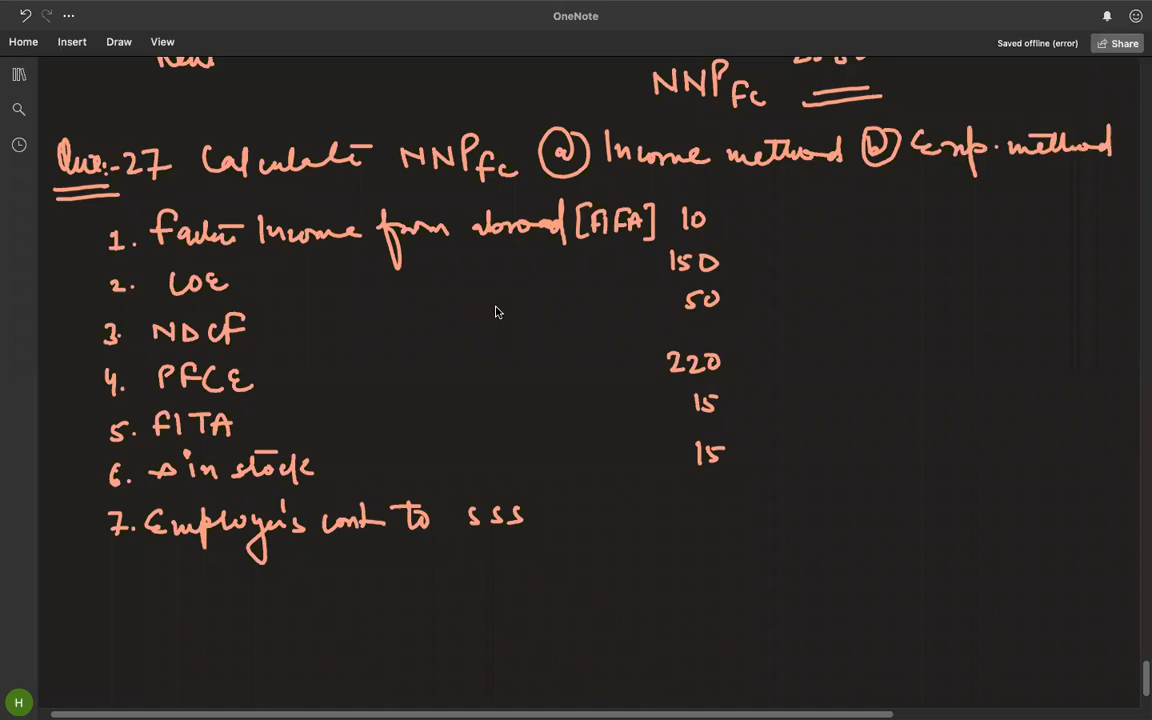 OneNote
Home Insert Draw View Saved offline (error) Share
NNPFC
Que:-27 Calculate NNPFC (a) Income method (b) Exp. method
1. Factor Income from abroad [FIFA] 10
2. COE 150
3. NDCF 50
4. PFCE 220
5. FITA 15
6. Δ in stock 15
7. Employer's cont to SSS
H